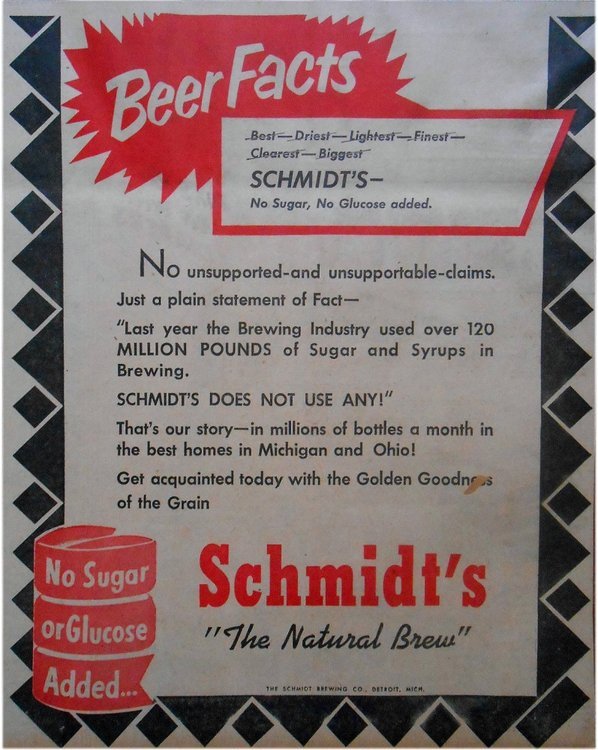 Beer Facts
Best—Driest—Lightest—Finest—
Clearest—Biggest
SCHMIDT'S—
No Sugar, No Glucose added.
No unsupported-and unsupportable-claims.
Just a plain statement of Fact—
"Last year the Brewing Industry used over 120
MILLION POUNDS of Sugar and Syrups in
Brewing.
SCHMIDT'S DOES NOT USE ANY!"
That's our story—in millions of bottles a month in
the best homes in Michigan and Ohio!
Get acquainted today with the Golden Goodness
of the Grain
No Sugar
or Glucose
Added...
Schmidt's
"The Natural Brew"
THE SCHMIDT BREWING CO., DETROIT, MICH.